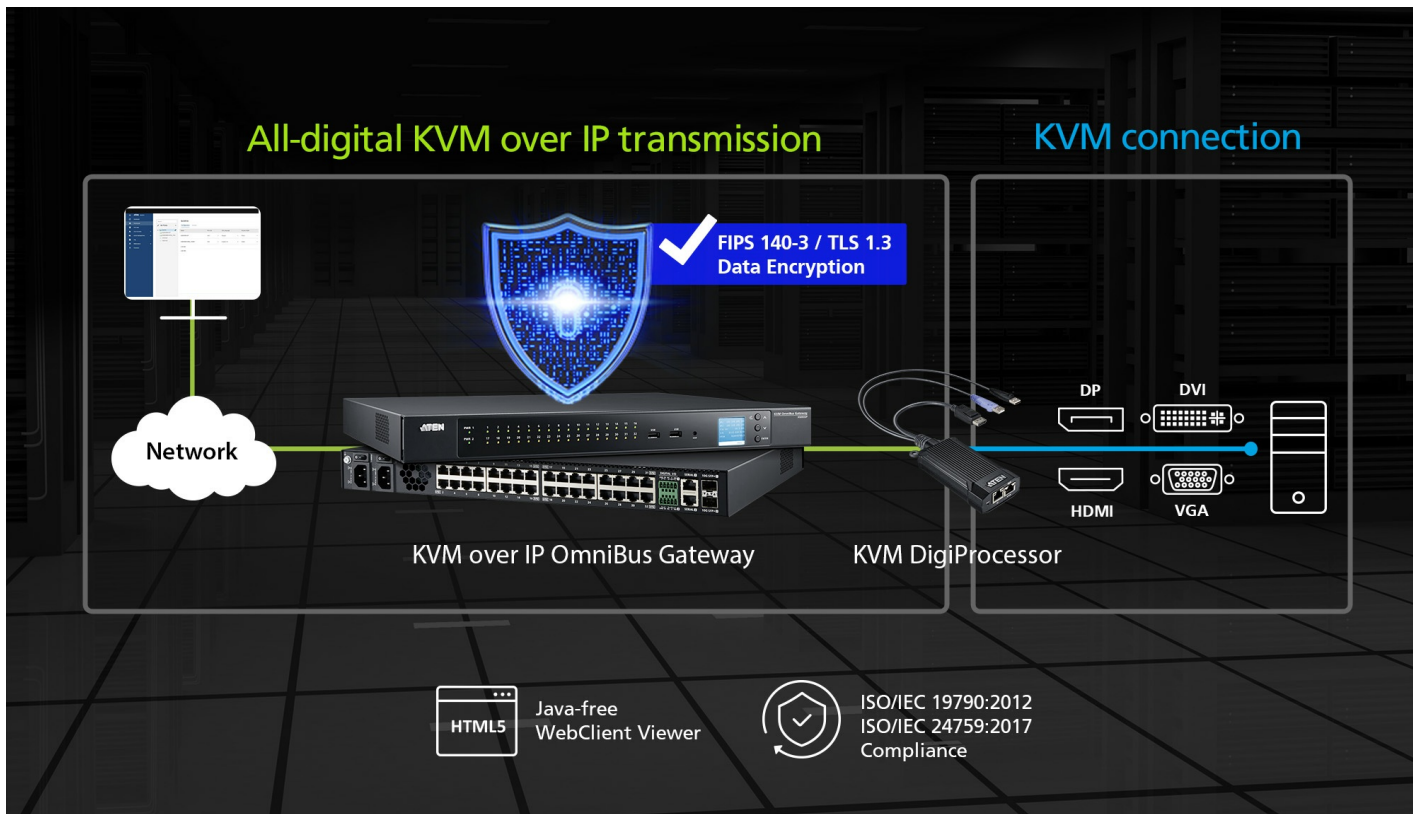 All-digital KVM over IP transmission
KVM connection
FIPS 140-3 / TLS 1.3
Data Encryption
Network
ATEN
DP
DVI
HDMI
VGA
ATEN
KVM over IP OmniBus Gateway
KVM DigiProcessor
HTML5
Java-free
WebClient Viewer
ISO/IEC 19790:2012
ISO/IEC 24759:2017
Compliance